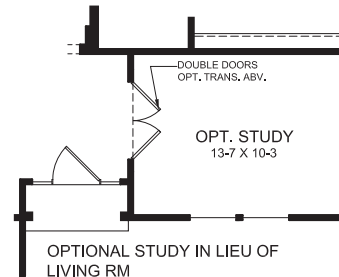 DOUBLE DOORS
OPT. TRANS. ABV.
OPT. STUDY
13-7 X 10-3
OPTIONAL STUDY IN LIEU OF
LIVING RM